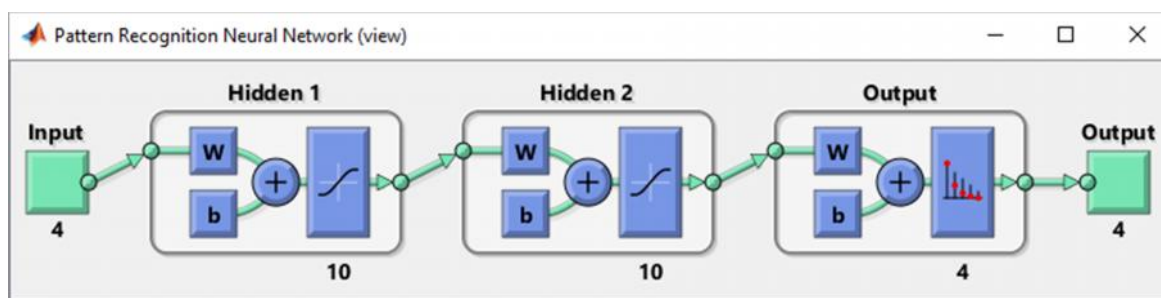 Pattern Recognition Neural Network (view)
Hidden 1 Hidden 2 Output
Input Output
W W W
+ + +
b b b
4 4
10 10 4